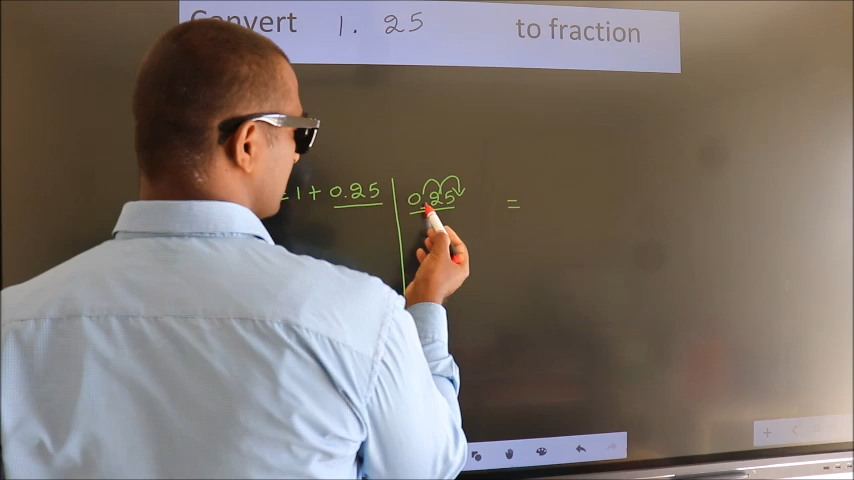 Convert 1.25 to fraction
= 1 + 0.25 0.25 =